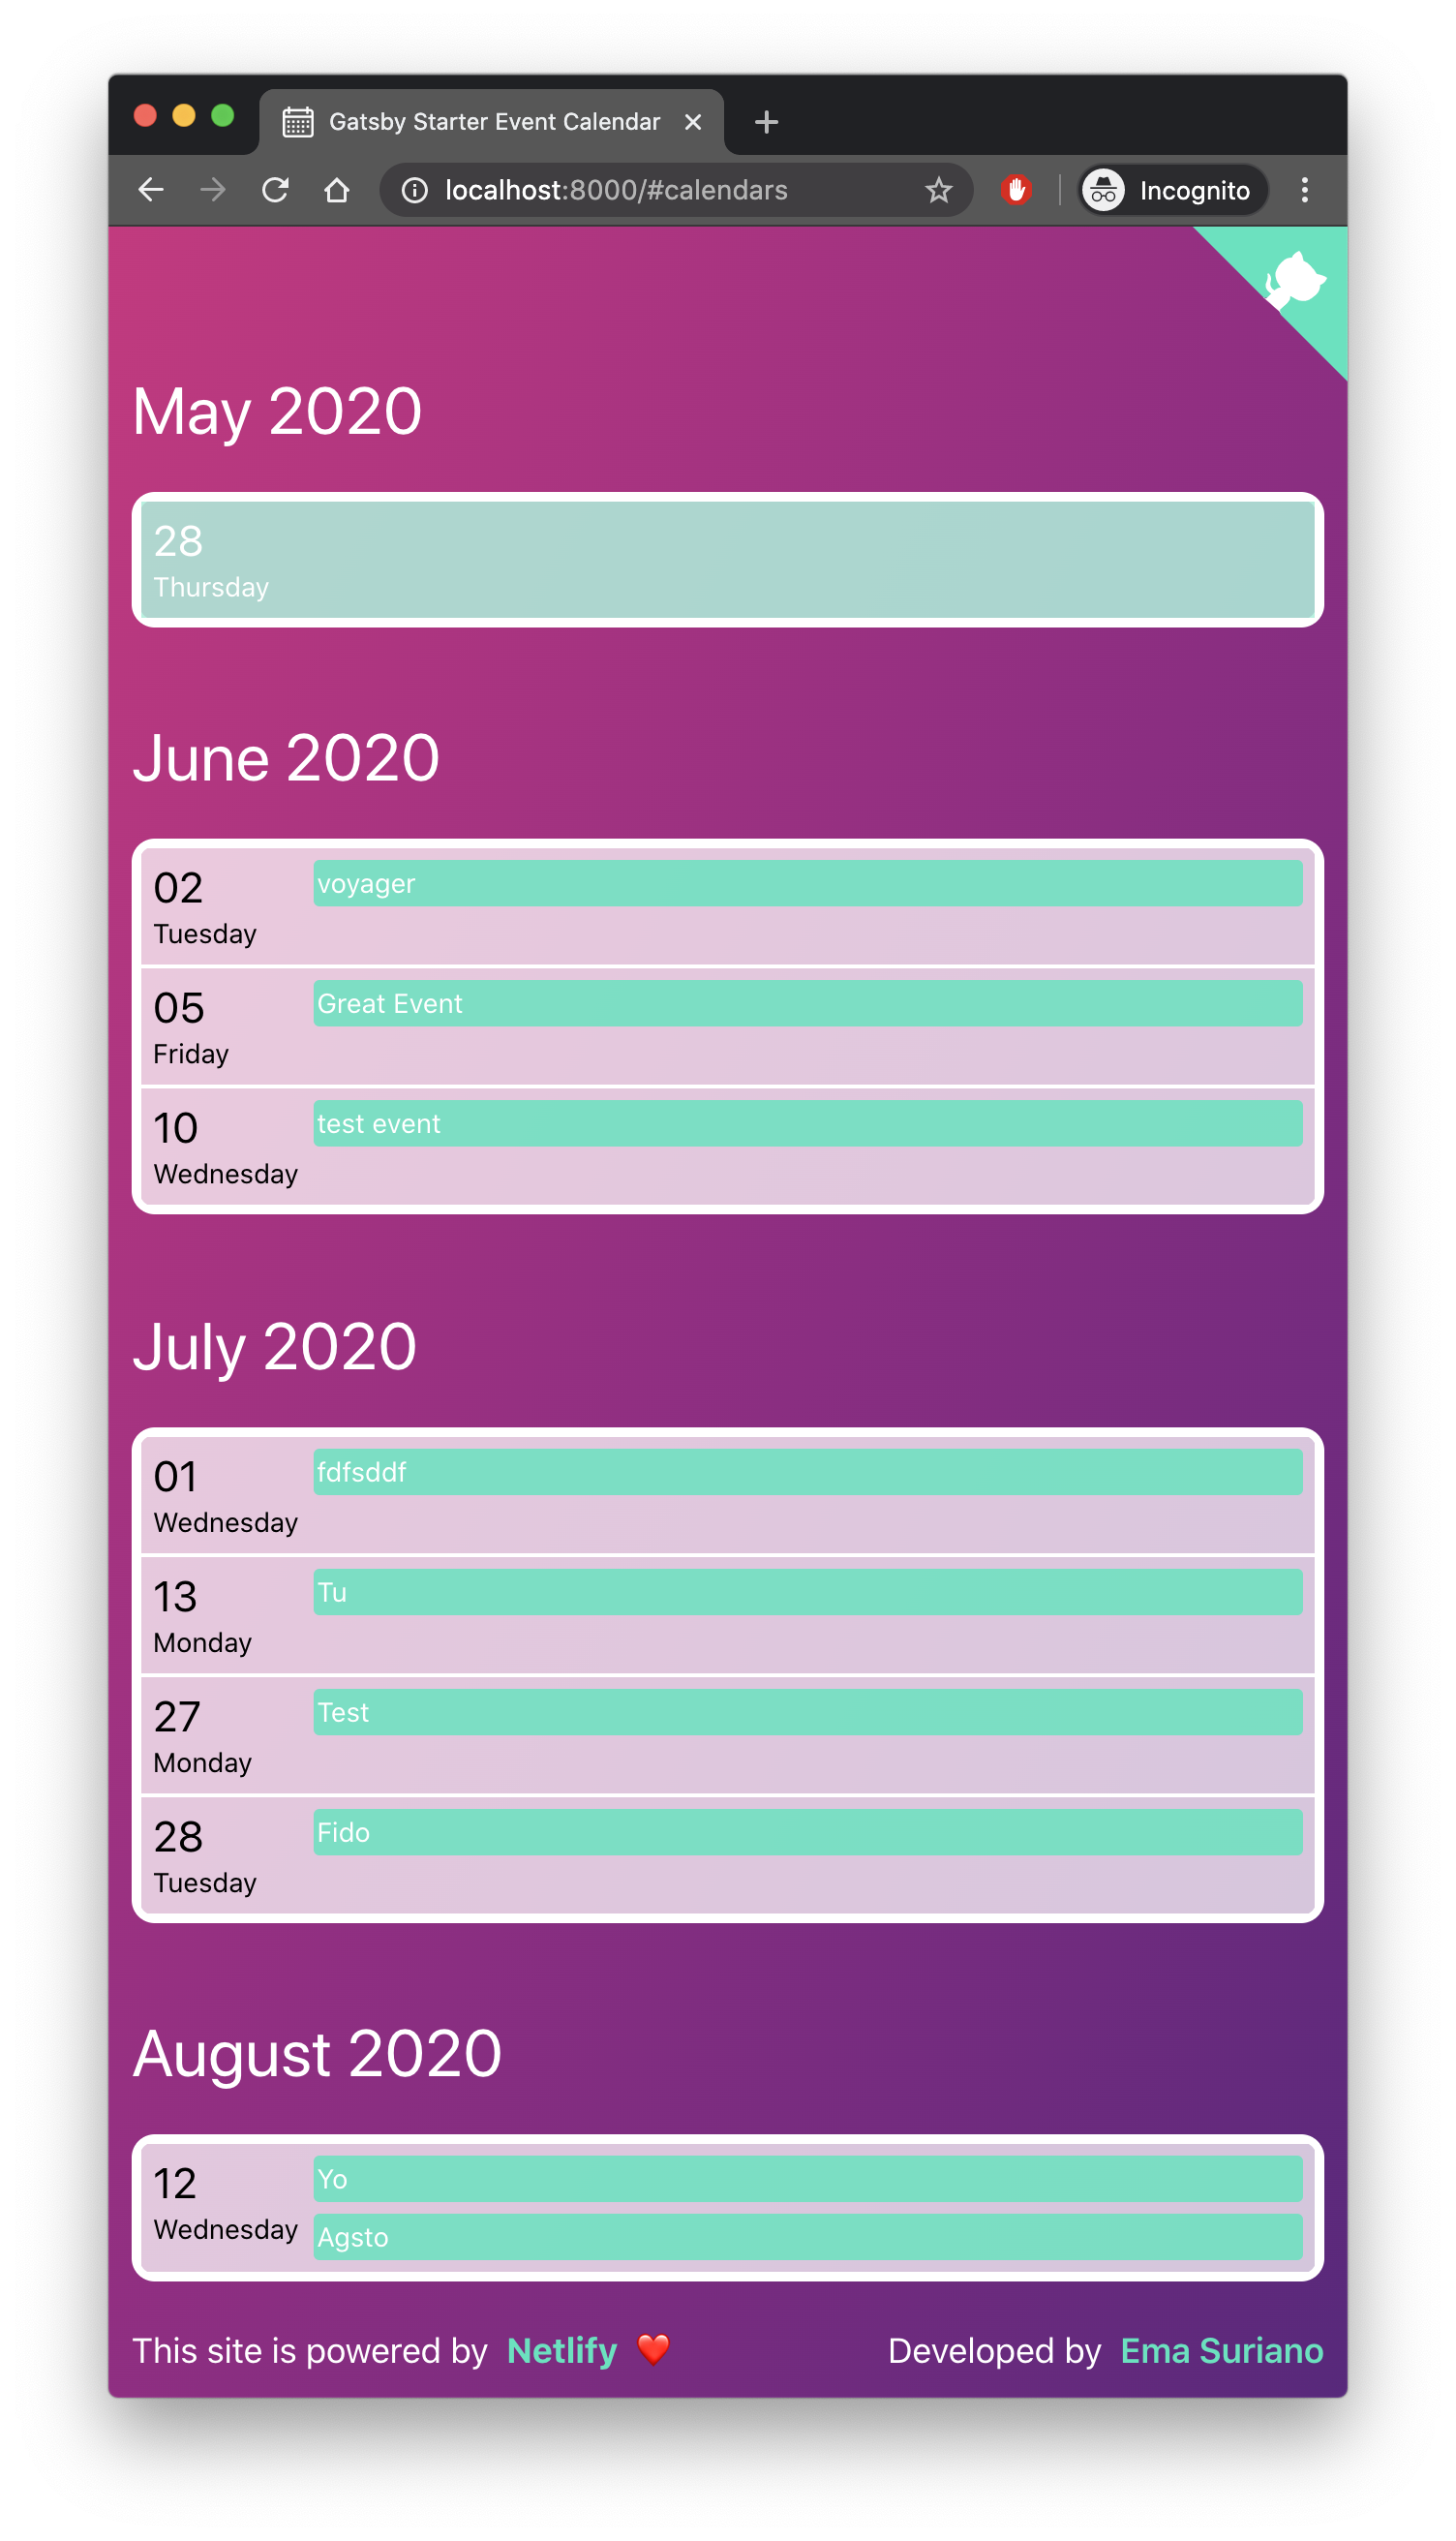 Gatsby Starter Event Calendar
localhost:8000/#calendars
Incognito
May 2020
28
Thursday
June 2020
02
voyager
Tuesday
05
Great Event
Friday
10
test event
Wednesday
July 2020
01
fdfsddf
Wednesday
13
Tu
Monday
27
Test
Monday
28
Fido
Tuesday
August 2020
12
Yo
Wednesday
Agsto
This site is powered by Netlify ❤️
Developed by Ema Suriano